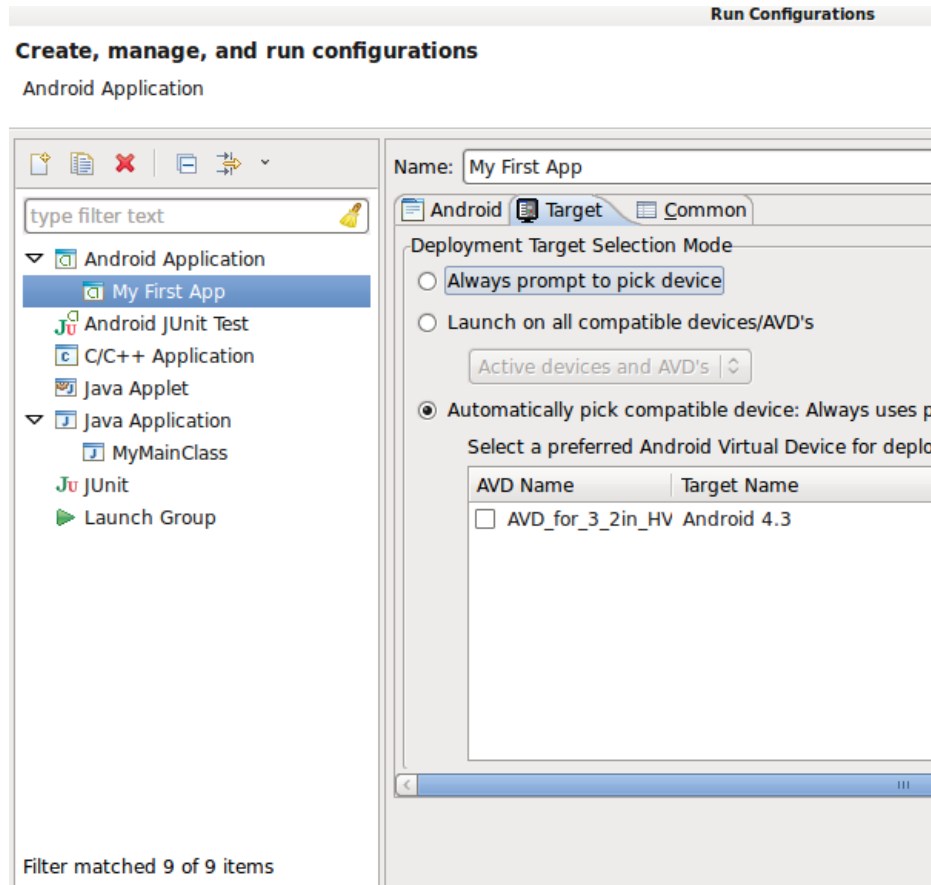 Run Configurations
Create, manage, and run configurations
Android Application
type filter text
Android Application
My First App
Android JUnit Test
C/C++ Application
Java Applet
Java Application
MyMainClass
JUnit
Launch Group
Filter matched 9 of 9 items
Name: My First App
Android Target Common
Deployment Target Selection Mode
Always prompt to pick device
Launch on all compatible devices/AVD's
Active devices and AVD's
Automatically pick compatible device: Always uses p
Select a preferred Android Virtual Device for deplo
AVD Name Target Name
AVD_for_3_2in_HV Android 4.3